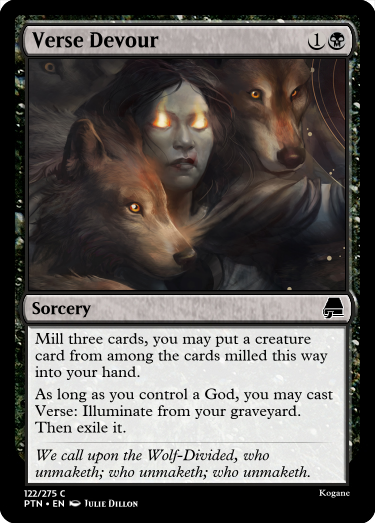 Verse Devour 1
Sorcery
Mill three cards, you may put a creature
card from among the cards milled this way
into your hand.
As long as you control a God, you may cast
Verse: Illuminate from your graveyard.
Then exile it.
We call upon the Wolf-Divided, who
unmaketh; who unmaketh; who unmaketh.
122/275 C
Kogane
PTN • EN JULIE DILLON